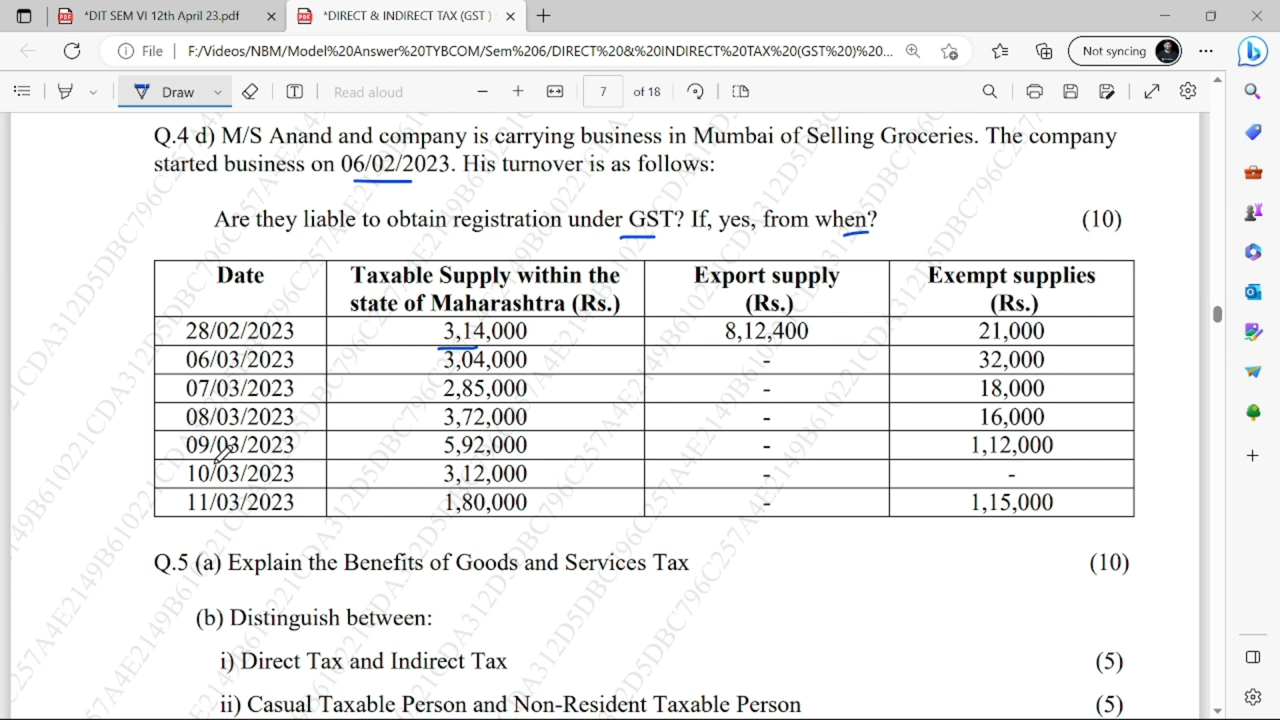 *DIT SEM VI 12th April 23.pdf
*DIRECT & INDIRECT TAX (GST )
File F:/Videos/NBM/Model%20Answer%20TYBCOM/Sem%206/DIRECT%20&%20INDIRECT%20TAX%20(GST%20)%20... Not syncing
Draw Read aloud 7 of 18
Q.4 d) M/S Anand and company is carrying business in Mumbai of Selling Groceries. The company
started business on 06/02/2023. His turnover is as follows:
Are they liable to obtain registration under GST? If, yes, from when? (10)
Date Taxable Supply within the state of Maharashtra (Rs.) Export supply (Rs.) Exempt supplies (Rs.)
28/02/2023 3,14,000 8,12,400 21,000
06/03/2023 3,04,000 - 32,000
07/03/2023 2,85,000 - 18,000
08/03/2023 3,72,000 - 16,000
09/03/2023 5,92,000 - 1,12,000
10/03/2023 3,12,000 - -
11/03/2023 1,80,000 - 1,15,000
Q.5 (a) Explain the Benefits of Goods and Services Tax (10)
(b) Distinguish between:
i) Direct Tax and Indirect Tax (5)
ii) Casual Taxable Person and Non-Resident Taxable Person (5)